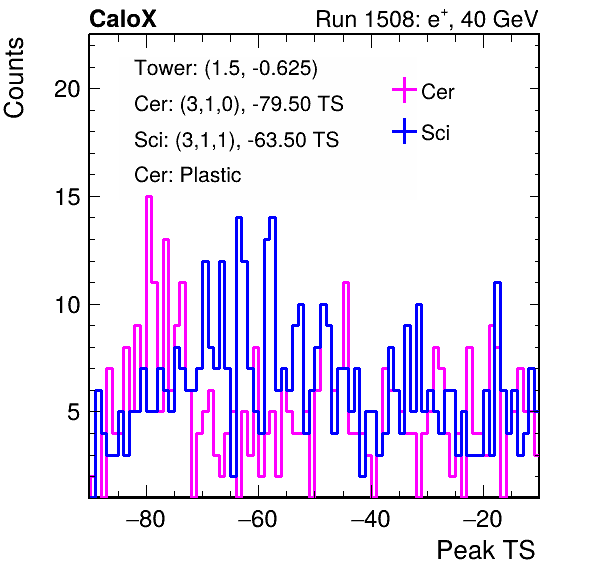 CaloX Run 1508: e⁺, 40 GeV
Counts
Tower: (1.5, -0.625)
Cer: (3,1,0), -79.50 TS
Sci: (3,1,1), -63.50 TS
Cer: Plastic
Cer
Sci
20
15
10
5
−80 −60 −40 −20
Peak TS